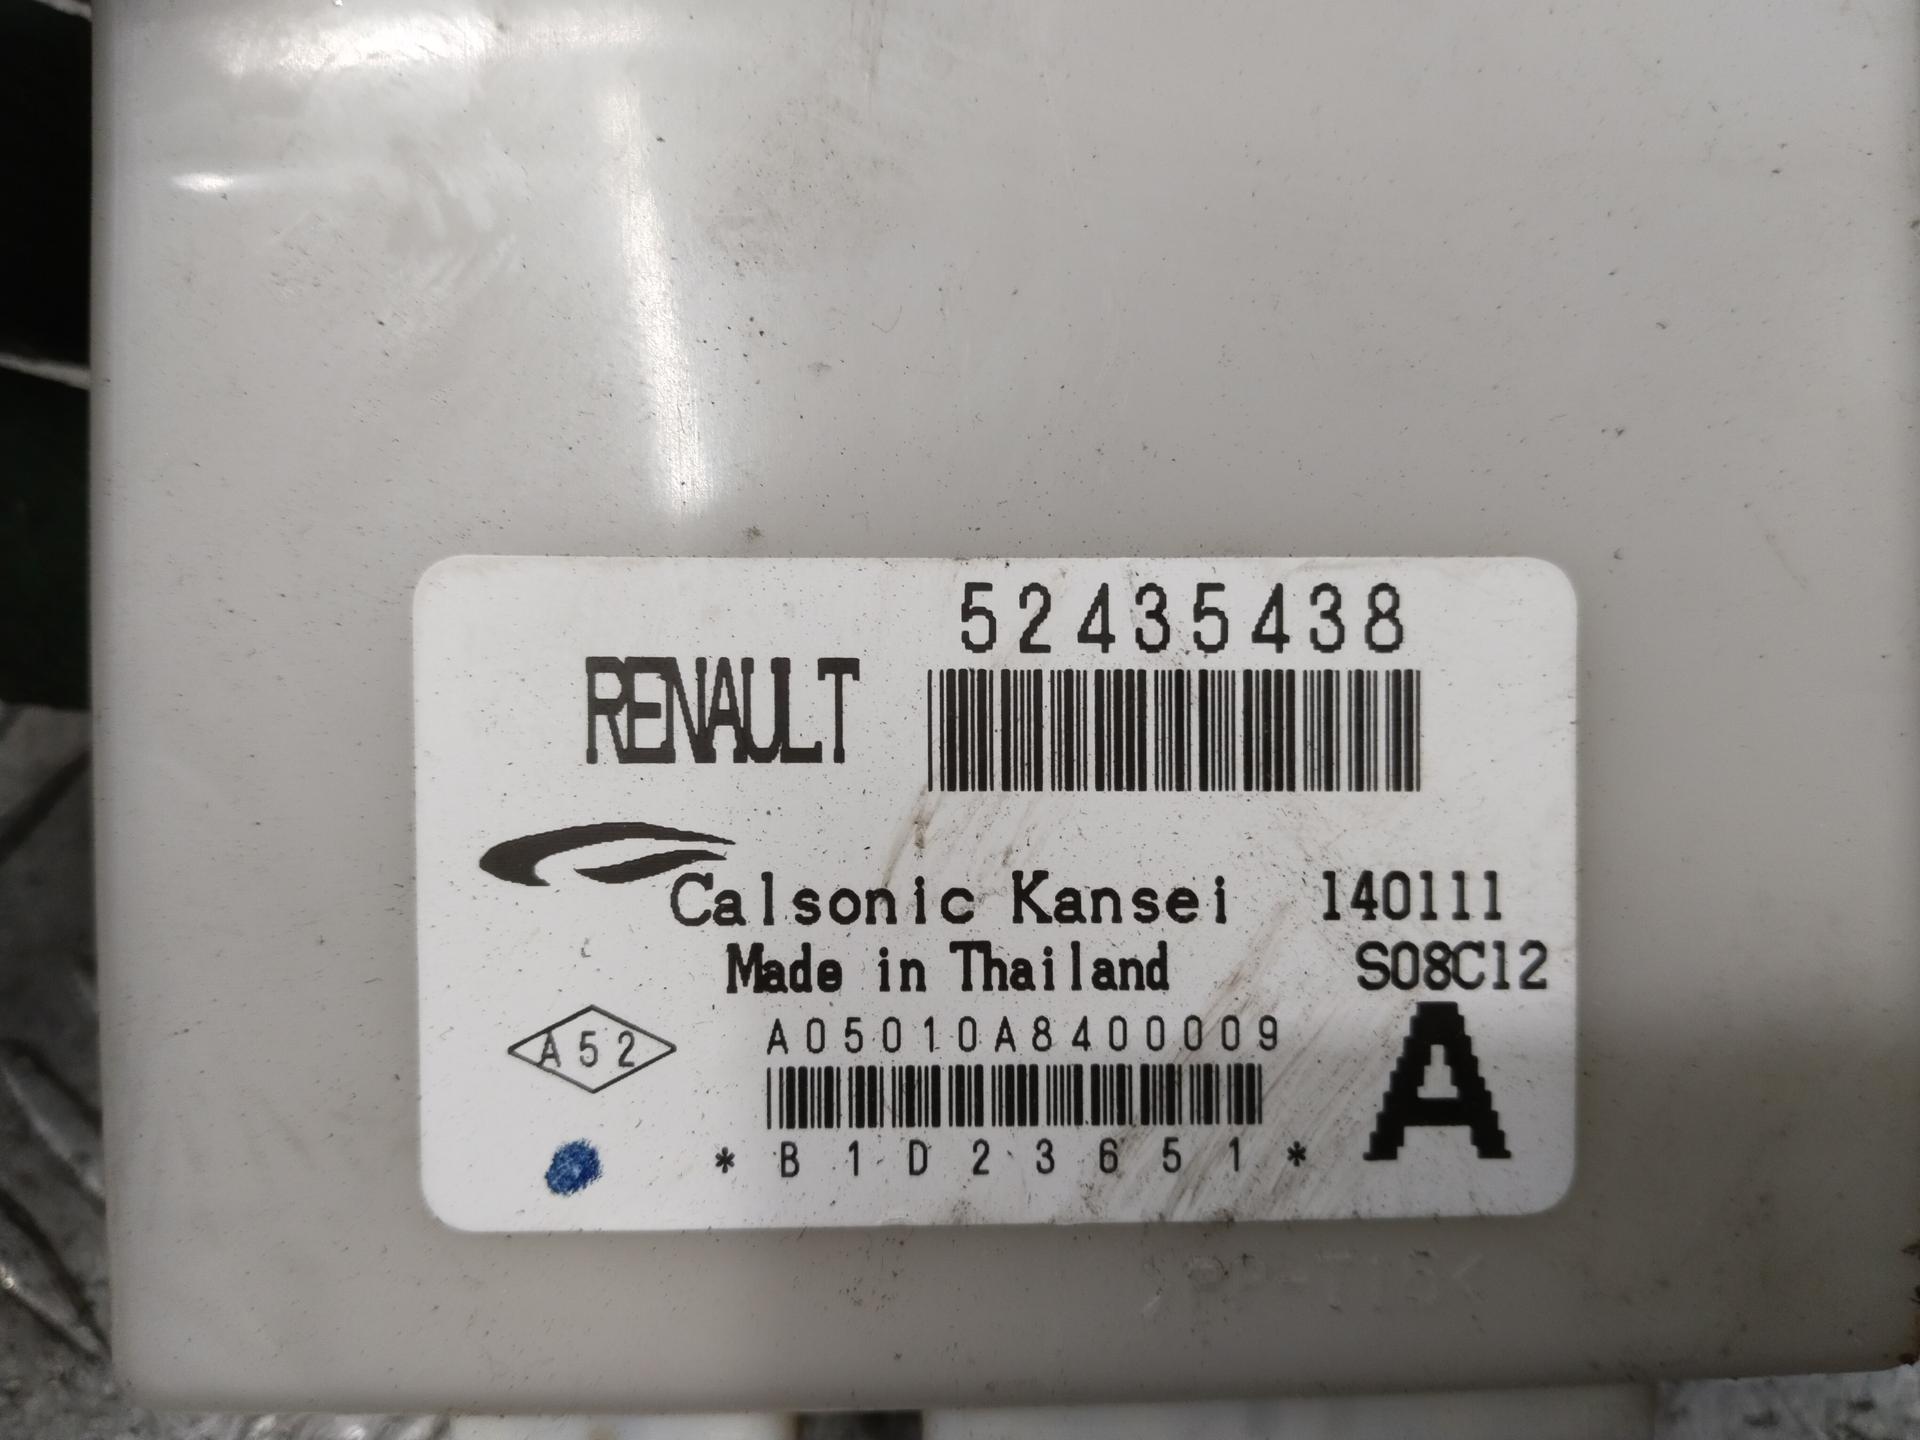 52435438
RENAULT
Calsonic Kansei 140111
Made in Thailand S08C12
A05010A8400009
A52
A
*B1D23651*